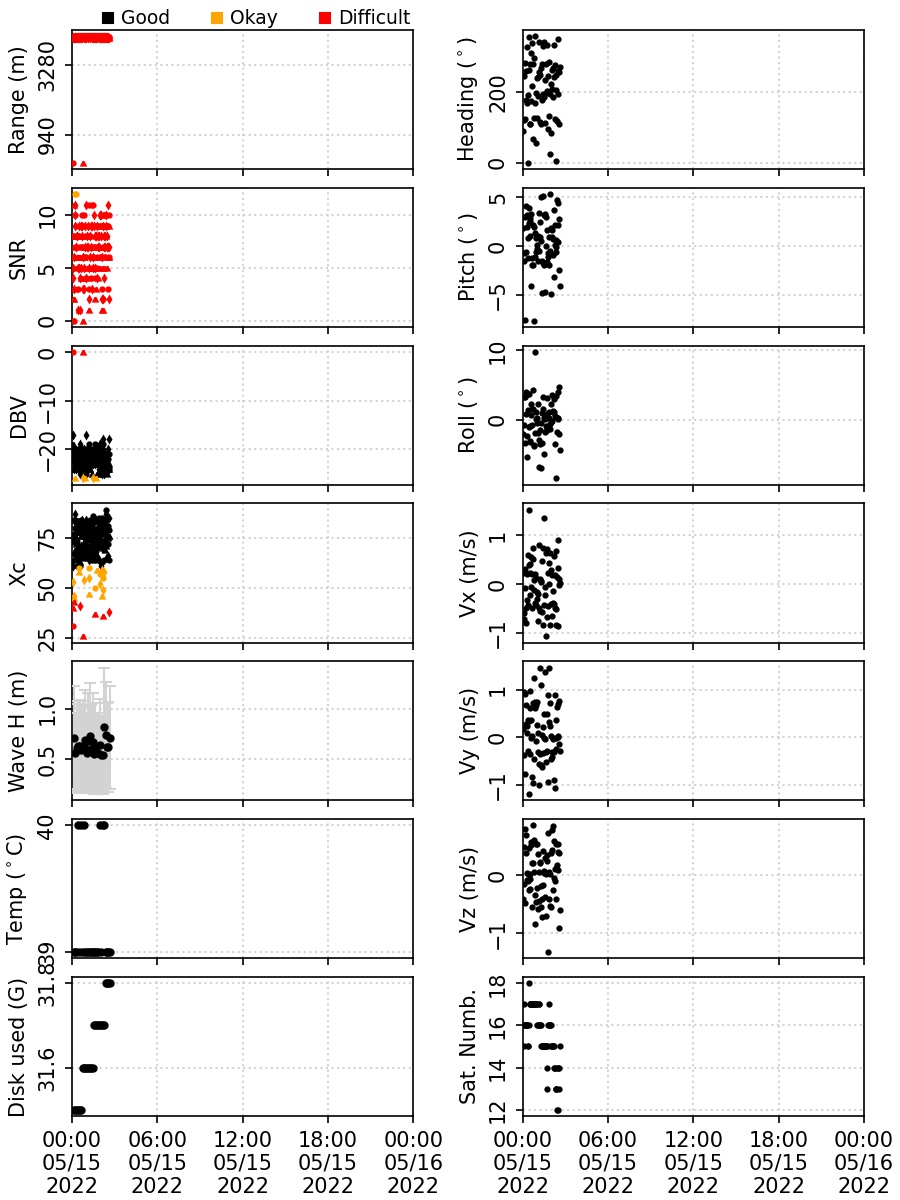 Good Okay Difficult
Range (m)
3280
940
Heading (°)
200
0
SNR
10
5
0
Pitch (°)
5
0
−5
DBV
0
−10
−20
Roll (°)
10
0
Xc
75
50
25
Vx (m/s)
1
0
−1
Wave H (m)
1.0
0.5
Vy (m/s)
1
0
−1
Temp (°C)
40
39
Vz (m/s)
0
−1
Disk used (G)
31.8
31.6
Sat. Numb.
18
16
14
12
00:00 06:00 12:00 18:00 00:00
05/15 05/15 05/15 05/15 05/16
2022 2022 2022 2022 2022
00:00 06:00 12:00 18:00 00:00
05/15 05/15 05/15 05/15 05/16
2022 2022 2022 2022 2022